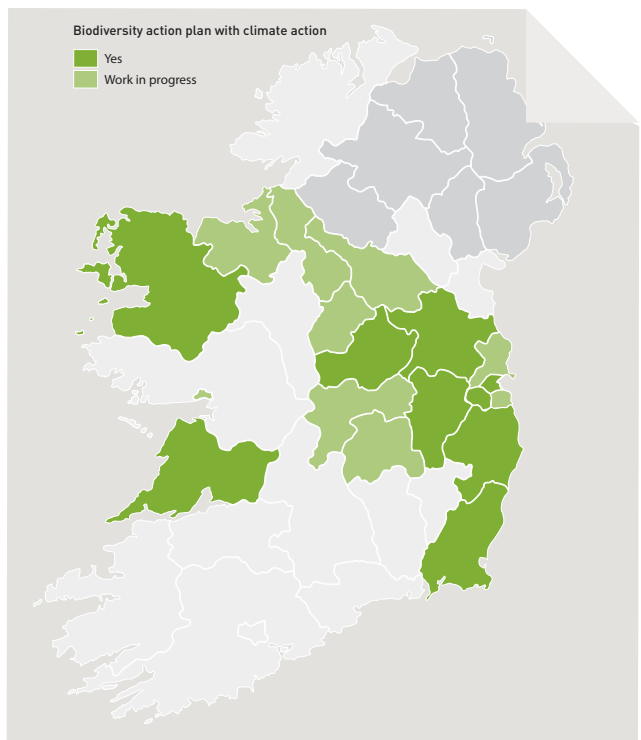 Biodiversity action plan with climate action
Yes
Work in progress